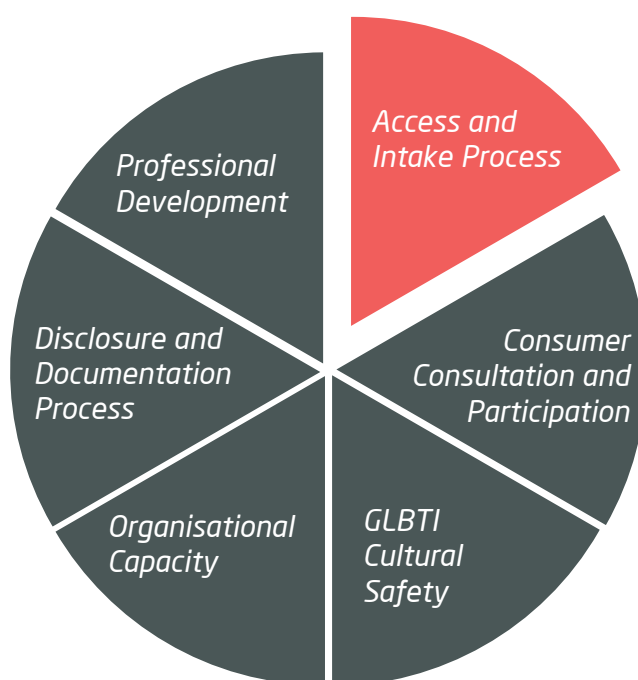 Access and
Intake Process
Consumer
Consultation and
Participation
GLBTI
Cultural
Safety
Organisational
Capacity
Disclosure and
Documentation
Process
Professional
Development